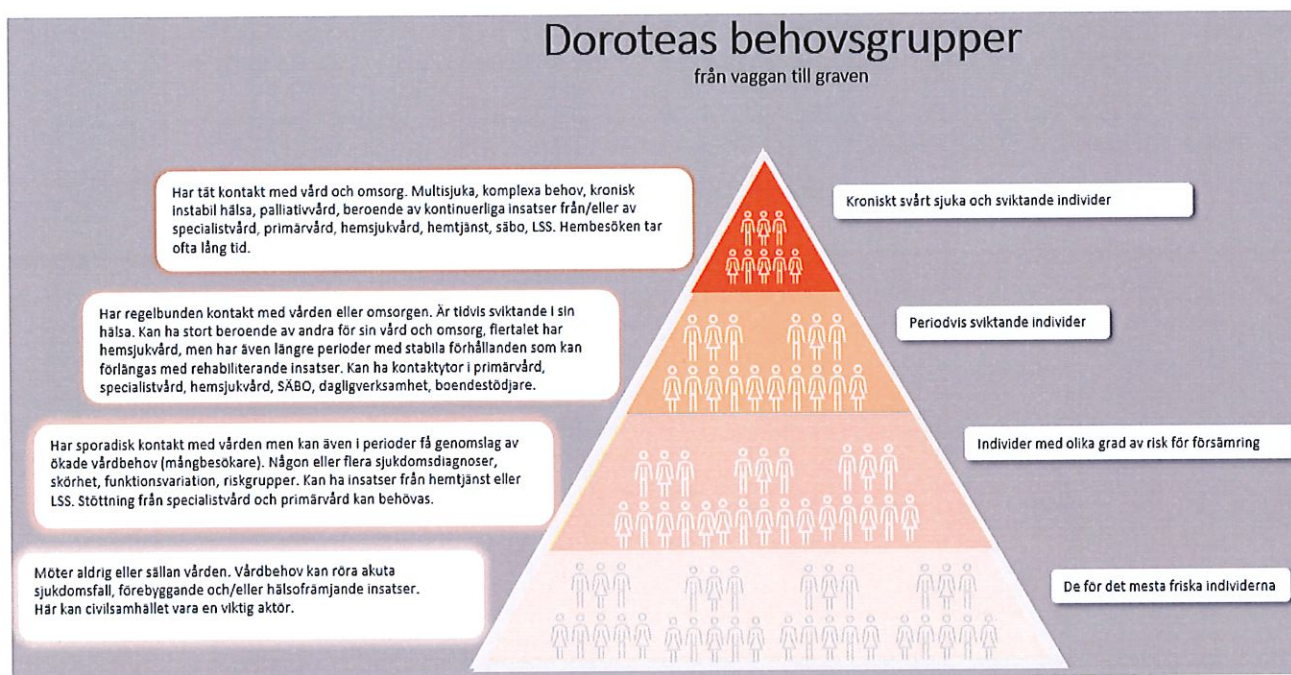 Doroteas behovsgrupper
från vaggan till graven
Har tät kontakt med vård och omsorg. Multisjuka, komplexa behov, kronisk
instabil hälsa, palliativvård, beroende av kontinuerliga insatser från/eller av
specialistvård, primärvård, hemsjukvård, hemtjänst, säbo, LSS. Hembesöken tar
ofta lång tid.
Kroniskt svårt sjuka och sviktande individer
Har regelbunden kontakt med vården eller omsorgen. Är tidvis sviktande i sin
hälsa. Kan ha stort beroende av andra för sin vård och omsorg, flertalet har
hemsjukvård, men har även längre perioder med stabila förhållanden som kan
förlängas med rehabiliterande insatser. Kan ha kontaktytor i primärvård,
specialistvård, hemsjukvård, SÄBO, dagligverksamhet, boendestödjare.
Periodvis sviktande individer
Har sporadisk kontakt med vården men kan även i perioder få genomslag av
ökade vårdbehov (mångbesökare). Någon eller flera sjukdomsdiagnoser,
skörhet, funktionsvariation, riskgrupper. Kan ha insatser från hemtjänst eller
LSS. Stöttning från specialistvård och primärvård kan behövas.
Individer med olika grad av risk för försämring
Möter aldrig eller sällan vården. Vårdbehov kan röra akuta
sjukdomsfall, förebyggande och/eller hälsofrämjande insatser.
Här kan civilsamhället vara en viktig aktör.
De för det mesta friska individerna